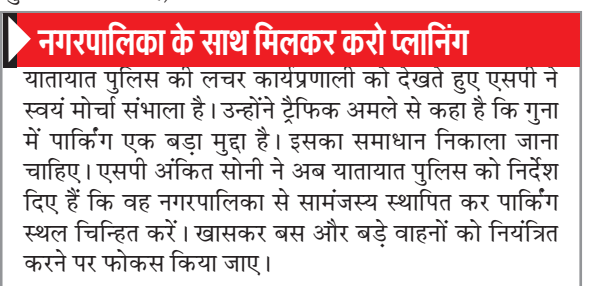 नगरपालिका के साथ मिलकर करो प्लानिंग
यातायात पुलिस की लचर कार्यप्रणाली को देखते हुए एसपी ने
स्वयं मोर्चा संभाला है। उन्होंने ट्रैफिक अमले से कहा है कि गुना
में पार्किंग एक बड़ा मुद्दा है। इसका समाधान निकाला जाना
चाहिए। एसपी अंकित सोनी ने अब यातायात पुलिस को निर्देश
दिए हैं कि वह नगरपालिका से सामंजस्य स्थापित कर पार्किंग
स्थल चिन्हित करें। खासकर बस और बड़े वाहनों को नियंत्रित
करने पर फोकस किया जाए।